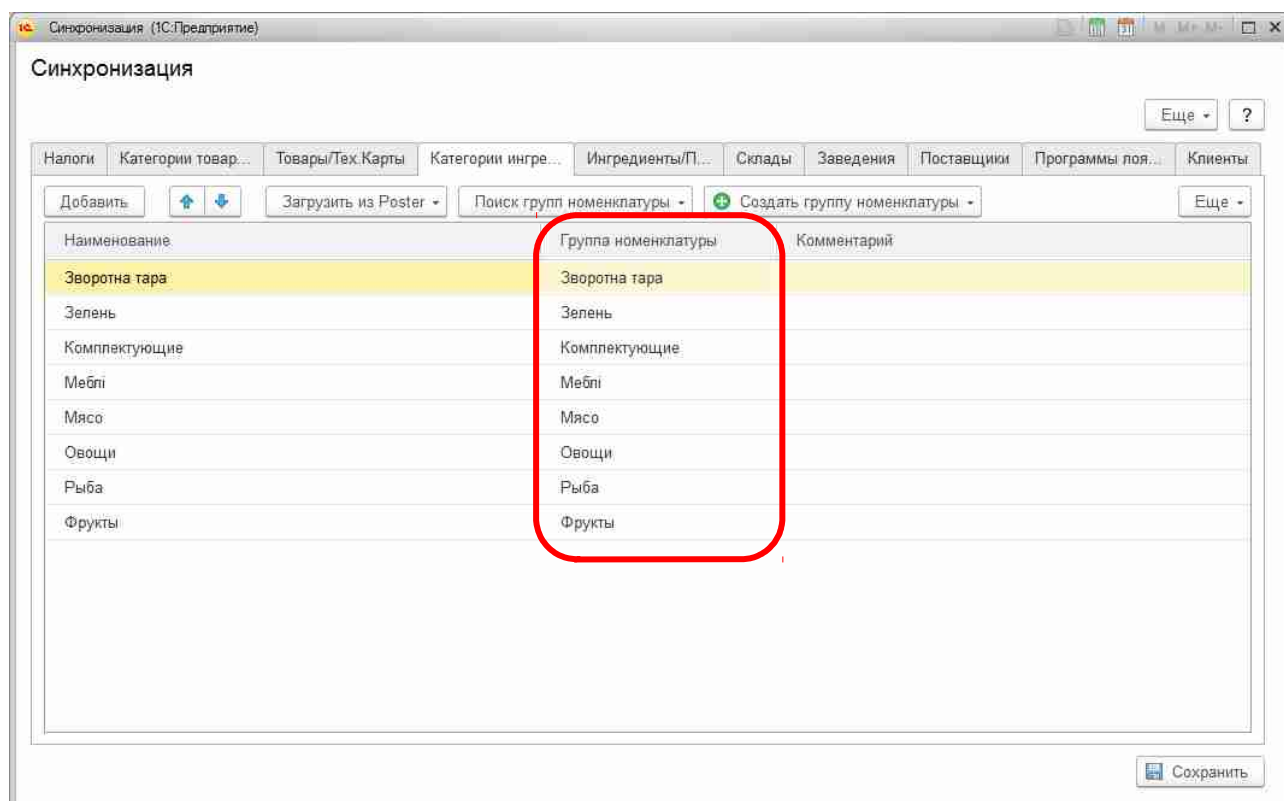 Синхронизация (1С:Предприятие)
M M+ M-
Синхронизация
Еще ?
Налоги Категории товар... Товары/Тех.Карты Категории ингре... Ингредиенты/П... Склады Заведения Поставщики Программы лоя... Клиенты
Добавить Загрузить из Poster Поиск групп номенклатуры Создать группу номенклатуры Еще
Наименование Группа номенклатуры Комментарий
Зворотна тара Зворотна тара
Зелень Зелень
Комплектующие Комплектующие
Меблі Меблі
Мясо Мясо
Овощи Овощи
Рыба Рыба
Фрукты Фрукты
Сохранить